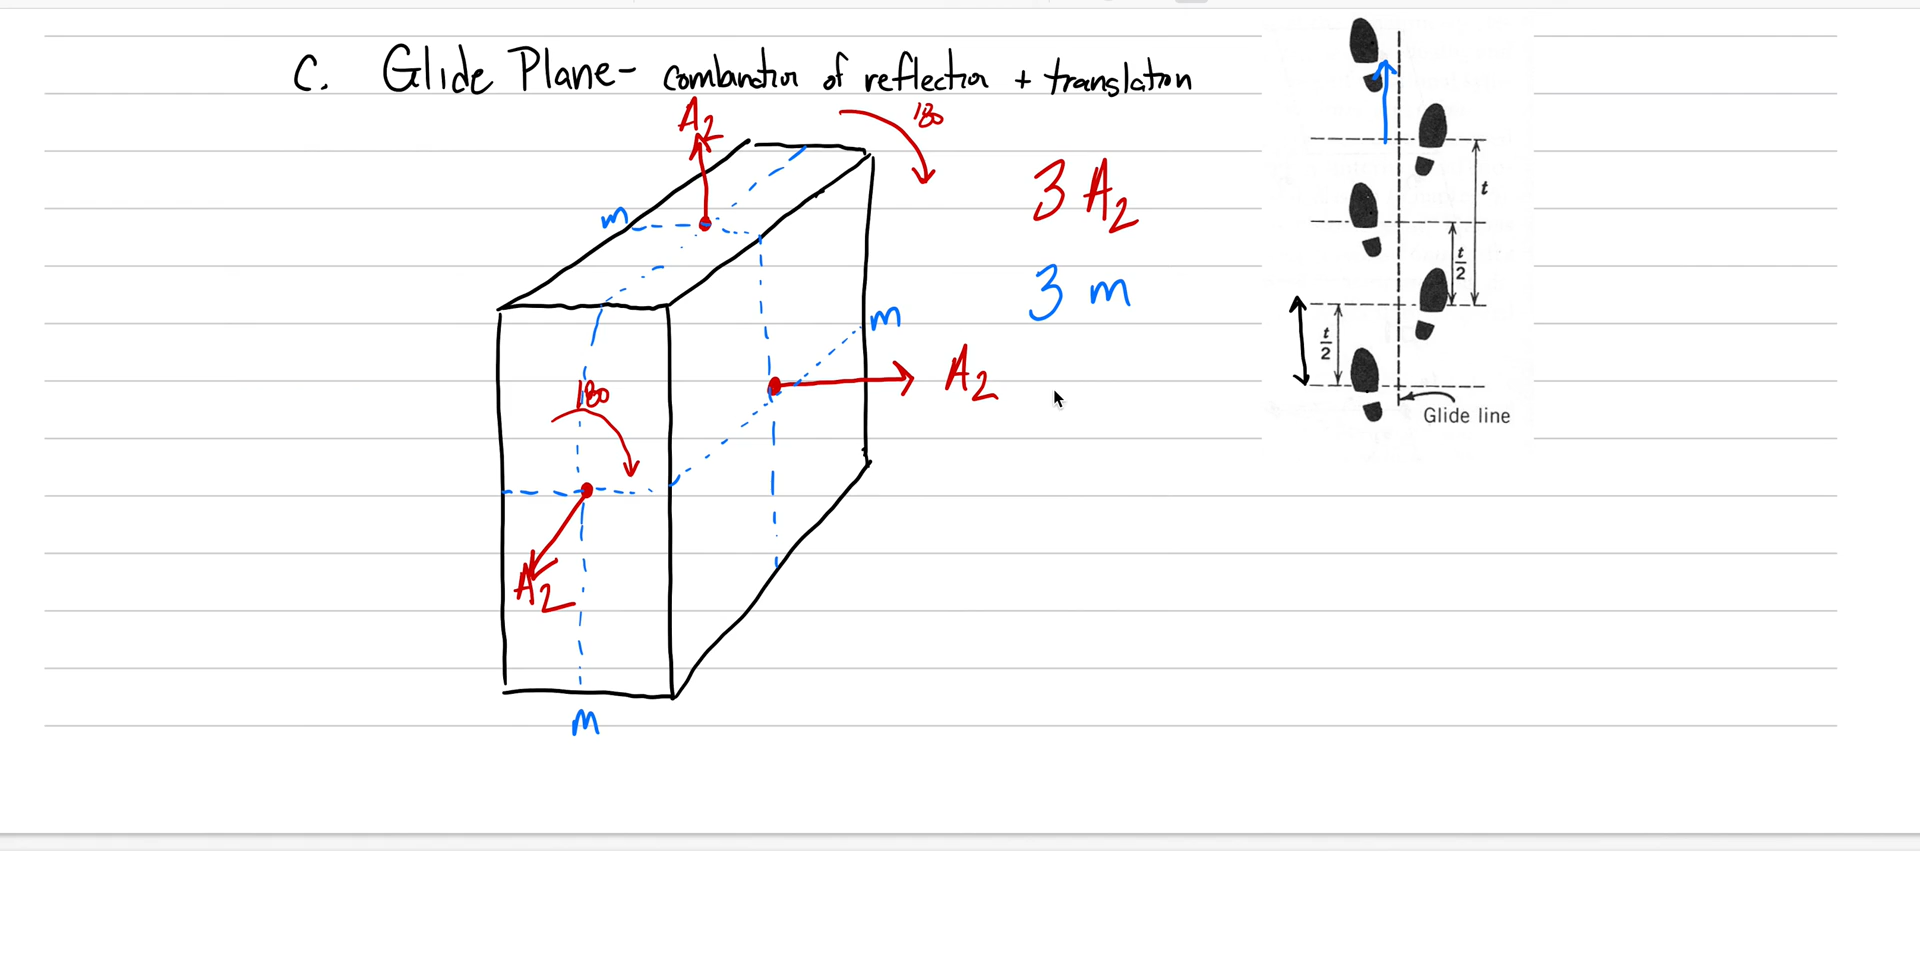 C. Glide Plane - combination of reflection + translation
A2
180
3 A2
m
3 m
m
A2
180
A2
m
t
t/2
t/2
Glide line